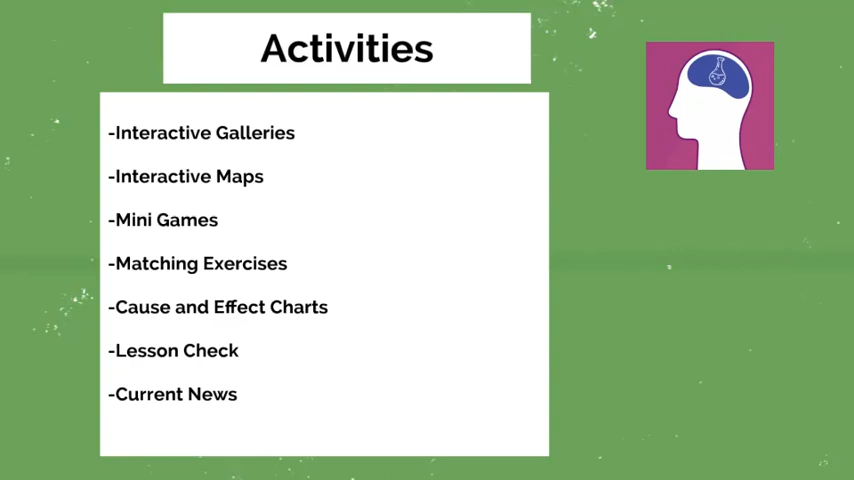 Activities
-Interactive Galleries
-Interactive Maps
-Mini Games
-Matching Exercises
-Cause and Effect Charts
-Lesson Check
-Current News